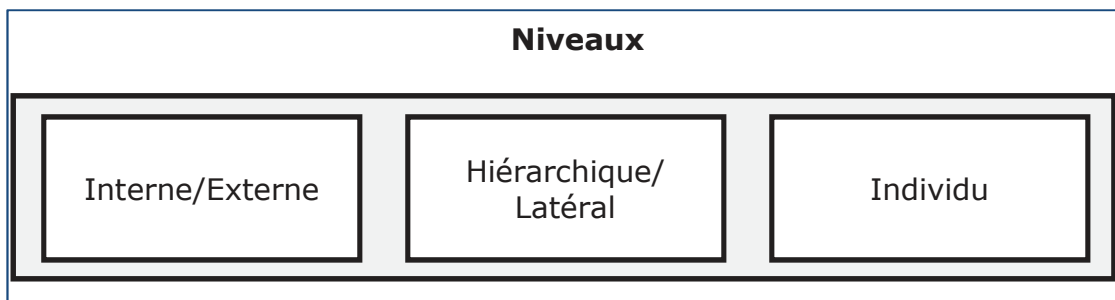 Niveaux
Interne/Externe
Hiérarchique/
Latéral
Individu